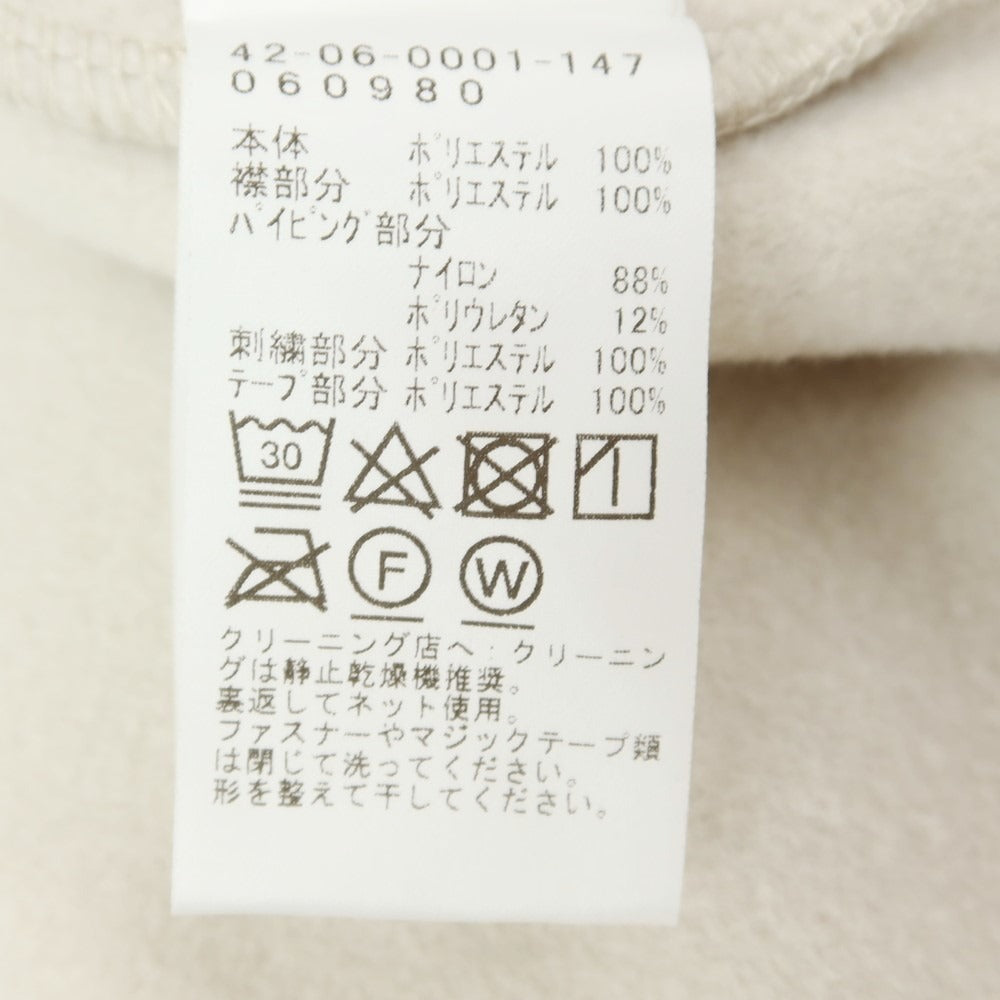 42-06-0001-147
060980
本体 ポリエステル 100%
襟部分 ポリエステル 100%
パイピング部分
ナイロン 88%
ポリウレタン 12%
刺繍部分 ポリエステル 100%
テープ部分 ポリエステル 100%
30
F W
クリーニング店へ：クリーニン
グは静止乾燥機推奨。
裏返してネット使用。
ファスナーやマジックテープ類
は閉じて洗ってください。
形を整えて干してください。